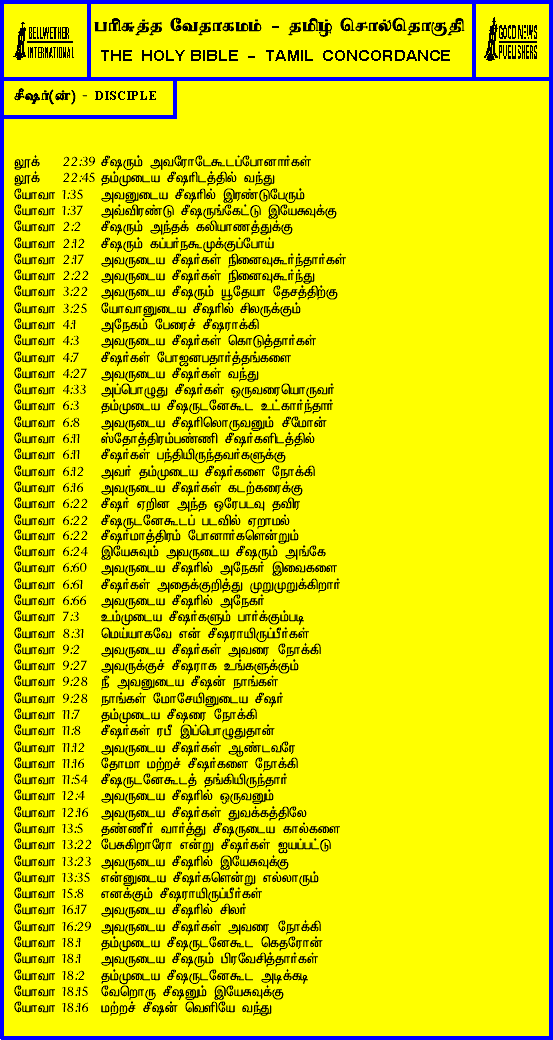 BELLWETHER
INTERNATIONAL
பரிசுத்த வேதாகமம் - தமிழ் சொல்தொகுதி
THE HOLY BIBLE - TAMIL CONCORDANCE
GOOD NEWS
PUBLISHERS
சீஷர்(ன்) - DISCIPLE
லூக் 22:39 சீஷரும் அவரோடேகூடப்போனார்கள்
லூக் 22:45 தம்முடைய சீஷரிடத்தில் வந்து
யோவா 1:35 அவனுடைய சீஷரில் இரண்டுபேரும்
யோவா 1:37 அவ்விரண்டு சீஷருங்கேட்டு இயேசுவுக்கு
யோவா 2:2 சீஷரும் அந்தக் கலியாணத்துக்கு
யோவா 2:12 சீஷரும் கப்பர்நகூமுக்குப்போய்
யோவா 2:17 அவருடைய சீஷர்கள் நினைவுகூர்ந்தார்கள்
யோவா 2:22 அவருடைய சீஷர்கள் நினைவுகூர்ந்து
யோவா 3:22 அவருடைய சீஷரும் யூதேயா தேசத்திற்கு
யோவா 3:25 யோவானுடைய சீஷரில் சிலருக்கும்
யோவா 4:1 அநேகம் பேரைச் சீஷராக்கி
யோவா 4:3 அவருடைய சீஷர்கள் கொடுத்தார்கள்
யோவா 4:7 சீஷர்கள் போஜனபதார்த்தங்களை
யோவா 4:27 அவருடைய சீஷர்கள் வந்து
யோவா 4:33 அப்பொழுது சீஷர்கள் ஒருவரையொருவர்
யோவா 6:3 தம்முடைய சீஷருடனேகூட உட்கார்ந்தார்
யோவா 6:8 அவருடைய சீஷரிலொருவனும் சீமோன்
யோவா 6:11 ஸ்தோத்திரம்பண்ணி சீஷர்களிடத்தில்
யோவா 6:11 சீஷர்கள் பந்தியிருந்தவர்களுக்கு
யோவா 6:12 அவர் தம்முடைய சீஷர்களை நோக்கி
யோவா 6:16 அவருடைய சீஷர்கள் கடற்கரைக்கு
யோவா 6:22 சீஷர் ஏறின அந்த ஒரேபடவு தவிர
யோவா 6:22 சீஷருடனேகூடப் படவில் ஏறாமல்
யோவா 6:22 சீஷர்மாத்திரம் போனார்களென்றும்
யோவா 6:24 இயேசுவும் அவருடைய சீஷரும் அங்கே
யோவா 6:60 அவருடைய சீஷரில் அநேகர் இவைகளை
யோவா 6:61 சீஷர்கள் அதைக்குறித்து முறுமுறுக்கிறார்
யோவா 6:66 அவருடைய சீஷரில் அநேகர்
யோவா 7:3 உம்முடைய சீஷர்களும் பார்க்கும்படி
யோவா 8:31 மெய்யாகவே என் சீஷராயிருப்பீர்கள்
யோவா 9:2 அவருடைய சீஷர்கள் அவரை நோக்கி
யோவா 9:27 அவருக்குச் சீஷராக உங்களுக்கும்
யோவா 9:28 நீ அவனுடைய சீஷன் நாங்கள்
யோவா 9:28 நாங்கள் மோசேயினுடைய சீஷர்
யோவா 11:7 தம்முடைய சீஷரை நோக்கி
யோவா 11:8 சீஷர்கள் ரபீ இப்பொழுதுதான்
யோவா 11:12 அவருடைய சீஷர்கள் ஆண்டவரே
யோவா 11:16 தோமா மற்றச் சீஷர்களை நோக்கி
யோவா 11:54 சீஷருடனேகூடத் தங்கியிருந்தார்
யோவா 12:4 அவருடைய சீஷரில் ஒருவனும்
யோவா 12:16 அவருடைய சீஷர்கள் துவக்கத்திலே
யோவா 13:5 தண்ணீர் வார்த்து சீஷருடைய கால்களை
யோவா 13:22 பேசுகிறாரோ என்று சீஷர்கள் ஐயப்பட்டு
யோவா 13:23 அவருடைய சீஷரில் இயேசுவுக்கு
யோவா 13:35 என்னுடைய சீஷர்களென்று எல்லாரும்
யோவா 15:8 எனக்கும் சீஷராயிருப்பீர்கள்
யோவா 16:17 அவருடைய சீஷரில் சிலர்
யோவா 16:29 அவருடைய சீஷர்கள் அவரை நோக்கி
யோவா 18:1 தம்முடைய சீஷருடனேகூட கெதரோன்
யோவா 18:1 அவருடைய சீஷரும் பிரவேசித்தார்கள்
யோவா 18:2 தம்முடைய சீஷருடனேகூட அடிக்கடி
யோவா 18:15 வேறொரு சீஷனும் இயேசுவுக்கு
யோவா 18:16 மற்றச் சீஷன் வெளியே வந்து